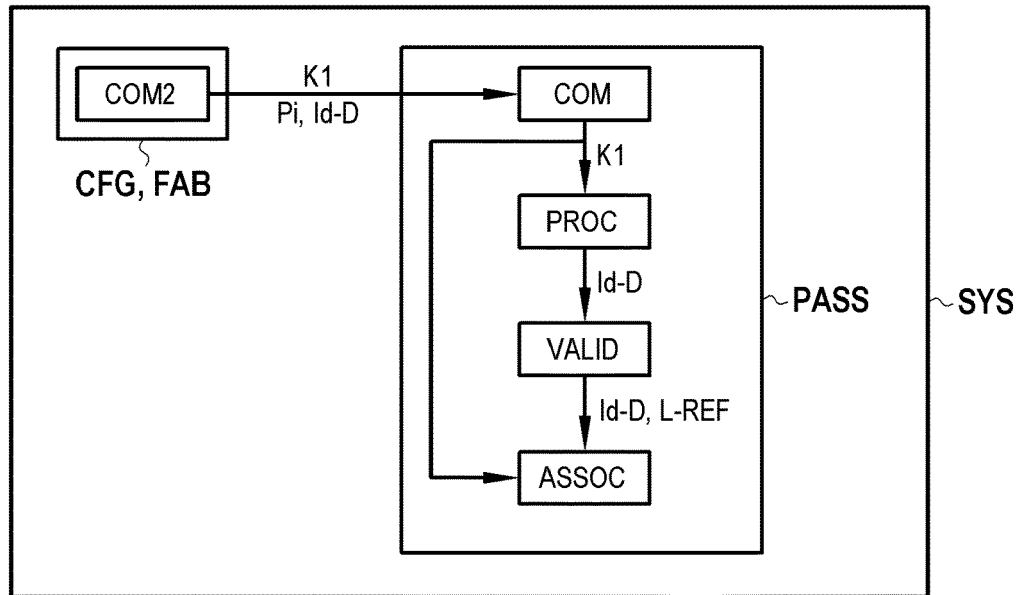 COM2
K1
Pi, Id-D
CFG, FAB
COM
K1
PROC
Id-D
VALID
Id-D, L-REF
ASSOC
PASS
SYS